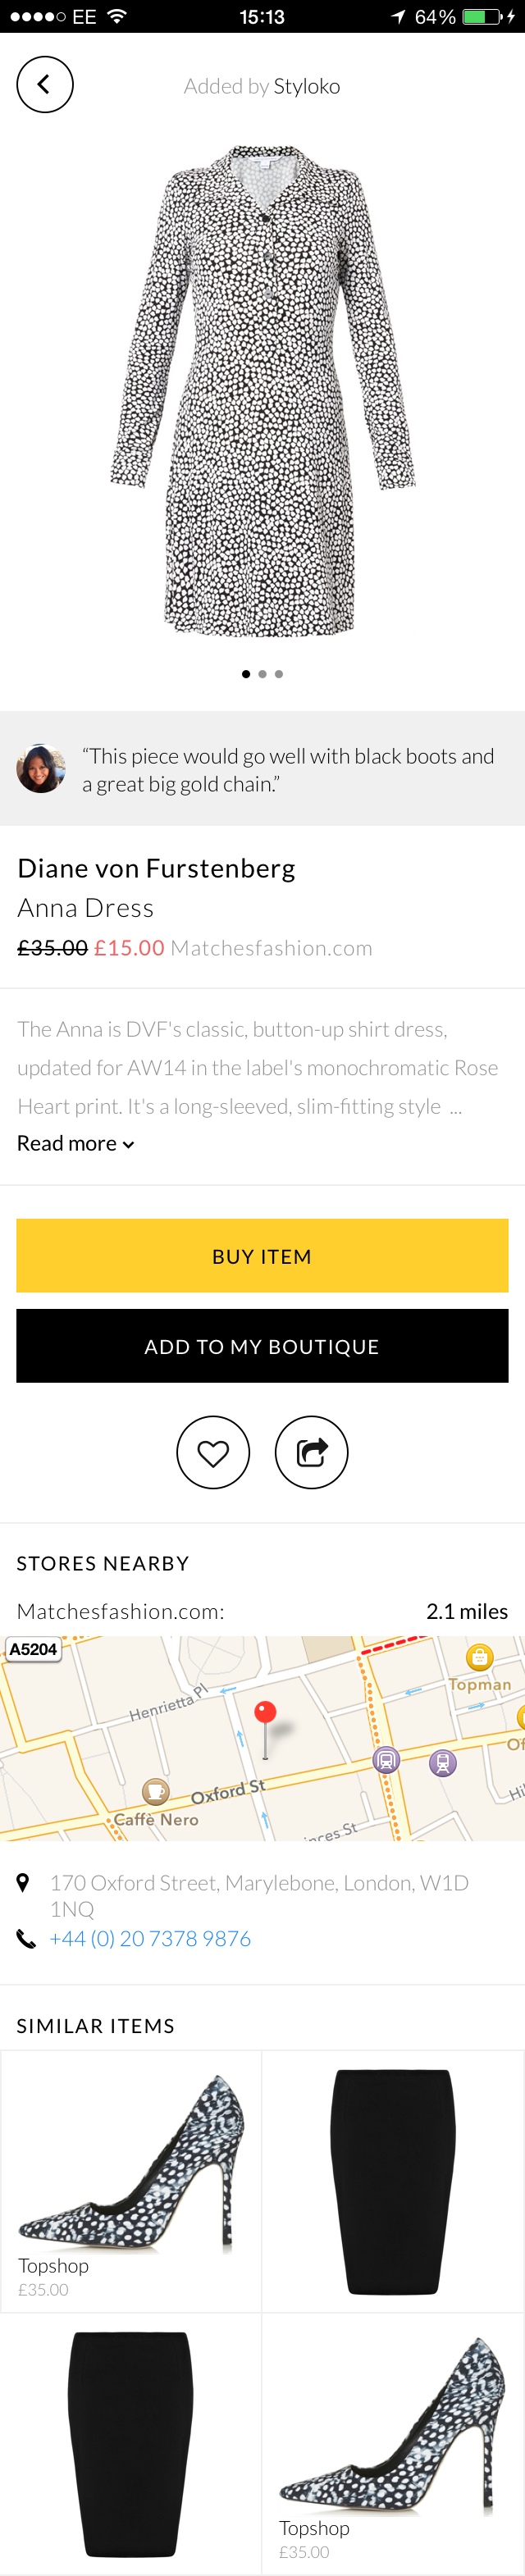 EE 15:13 64%
Added by Styloko
“This piece would go well with black boots and
a great big gold chain.”
Diane von Furstenberg
Anna Dress
£35.00 £15.00 Matchesfashion.com
The Anna is DVF's classic, button-up shirt dress,
updated for AW14 in the label's monochromatic Rose
Heart print. It's a long-sleeved, slim-fitting style ...
Read more
BUY ITEM
ADD TO MY BOUTIQUE
STORES NEARBY
Matchesfashion.com: 2.1 miles
A5204
Topman
Henrietta Pl
Oxford St
Caffè Nero
170 Oxford Street, Marylebone, London, W1D
1NQ
+44 (0) 20 7378 9876
SIMILAR ITEMS
Topshop
£35.00
Topshop
£35.00